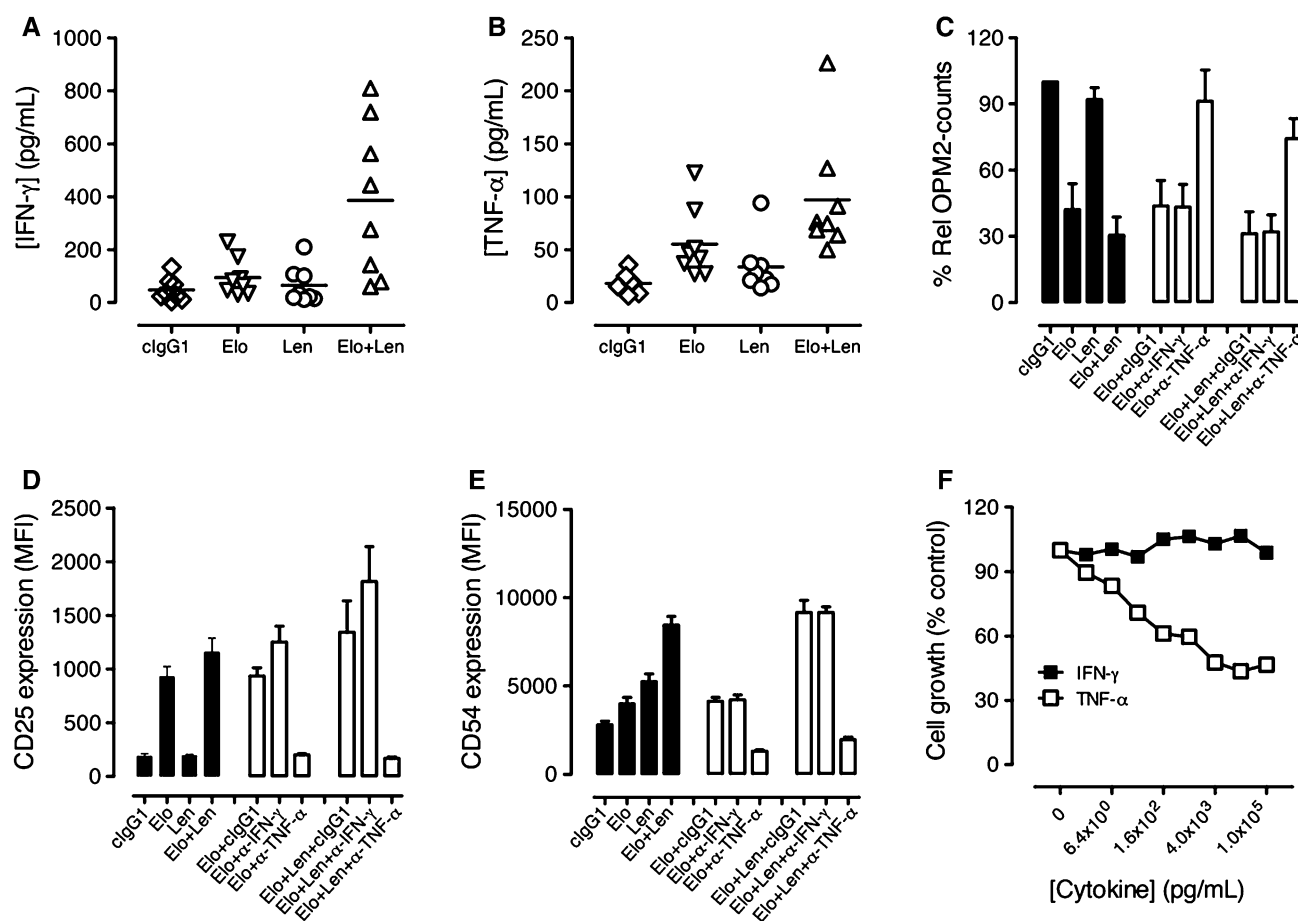 A
[IFN-γ] (pg/mL)
1000
800
600
400
200
0
cIgG1 Elo Len Elo+Len
B
[TNF-α] (pg/mL)
250
200
150
100
50
0
cIgG1 Elo Len Elo+Len
C
% Rel OPM2-counts
120
90
60
30
0
cIgG1
Elo
Len
Elo+Len
Elo+cIgG1
Elo+α-IFN-γ
Elo+α-TNF-α
Elo+Len+cIgG1
Elo+Len+α-IFN-γ
Elo+Len+α-TNF-α
D
CD25 expression (MFI)
2500
2000
1500
1000
500
0
cIgG1
Elo
Len
Elo+Len
Elo+cIgG1
Elo+α-IFN-γ
Elo+α-TNF-α
Elo+Len+cIgG1
Elo+Len+α-IFN-γ
Elo+Len+α-TNF-α
E
CD54 expression (MFI)
15000
10000
5000
0
cIgG1
Elo
Len
Elo+Len
Elo+cIgG1
Elo+α-IFN-γ
Elo+α-TNF-α
Elo+Len+cIgG1
Elo+Len+α-IFN-γ
Elo+Len+α-TNF-α
F
Cell growth (% control)
120
90
60
30
0
IFN-γ
TNF-α
0
6.4x10⁰
1.6x10²
4.0x10³
1.0x10⁵
[Cytokine] (pg/mL)